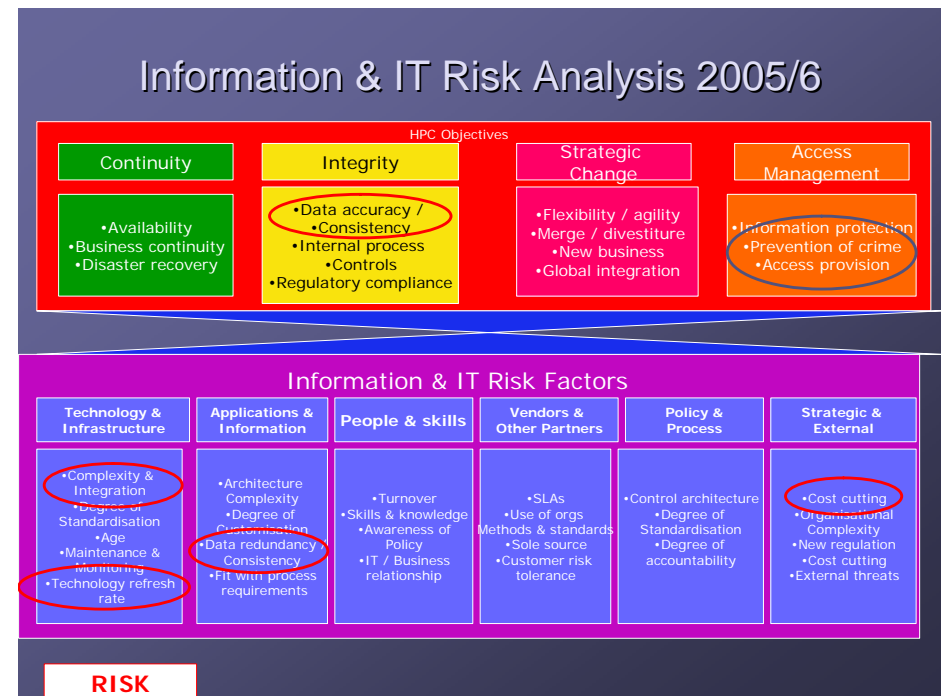 Information & IT Risk Analysis 2005/6
HPC Objectives
Continuity
•Availability
•Business continuity
•Disaster recovery
Integrity
•Data accuracy /
•Consistency
•Internal process
•Controls
•Regulatory compliance
Strategic
Change
•Flexibility / agility
•Merge / divestiture
•New business
•Global integration
Access
Management
•Information protection
•Prevention of crime
•Access provision
Information & IT Risk Factors
Technology &
Infrastructure
•Complexity &
Integration
•Degree of
Standardisation
•Age
•Maintenance &
Monitoring
•Technology refresh
rate
Applications &
Information
•Architecture
Complexity
•Degree of
Customisation
•Data redundancy /
Consistency
•Fit with process
requirements
People & skills
•Turnover
•Skills & knowledge
•Awareness of
Policy
•IT / Business
relationship
Vendors &
Other Partners
•SLAs
•Use of orgs
Methods & standards
•Sole source
•Customer risk
tolerance
Policy &
Process
•Control architecture
•Degree of
Standardisation
•Degree of
accountability
Strategic &
External
•Cost cutting
•Organisational
Complexity
•New regulation
•Cost cutting
•External threats
RISK